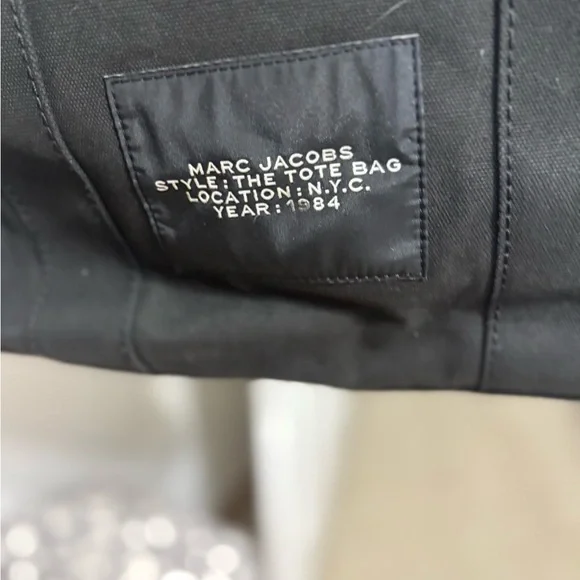 MARC JACOBS
STYLE: THE TOTE BAG
LOCATION: N.Y.C.
YEAR: 1984